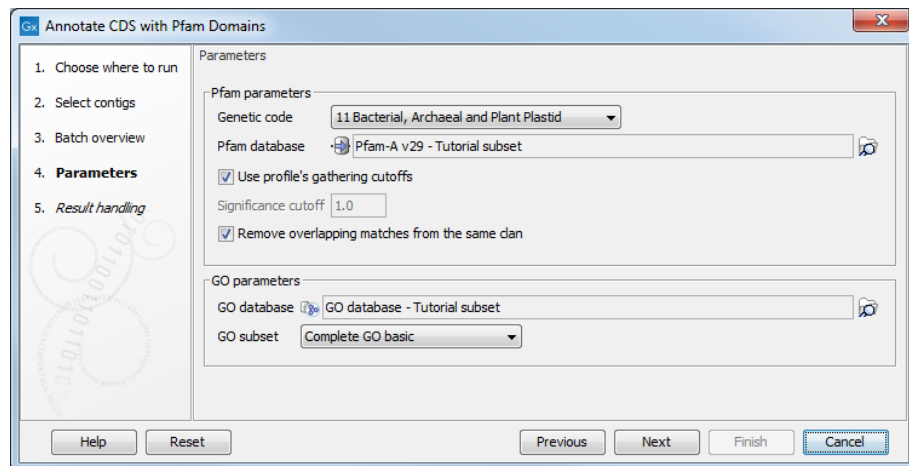 Gx Annotate CDS with Pfam Domains
1. Choose where to run
2. Select contigs
3. Batch overview
4. Parameters
5. Result handling
Parameters
Pfam parameters
Genetic code 11 Bacterial, Archaeal and Plant Plastid
Pfam database Pfam-A v29 - Tutorial subset
Use profile's gathering cutoffs
Significance cutoff 1.0
Remove overlapping matches from the same clan
GO parameters
GO database GO database - Tutorial subset
GO subset Complete GO basic
Help Reset Previous Next Finish Cancel